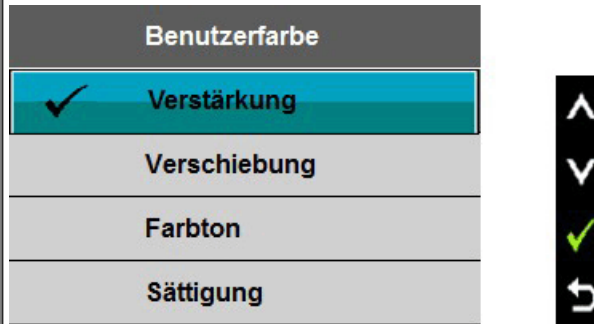 Benutzerfarbe
Verstärkung
Verschiebung
Farbton
Sättigung